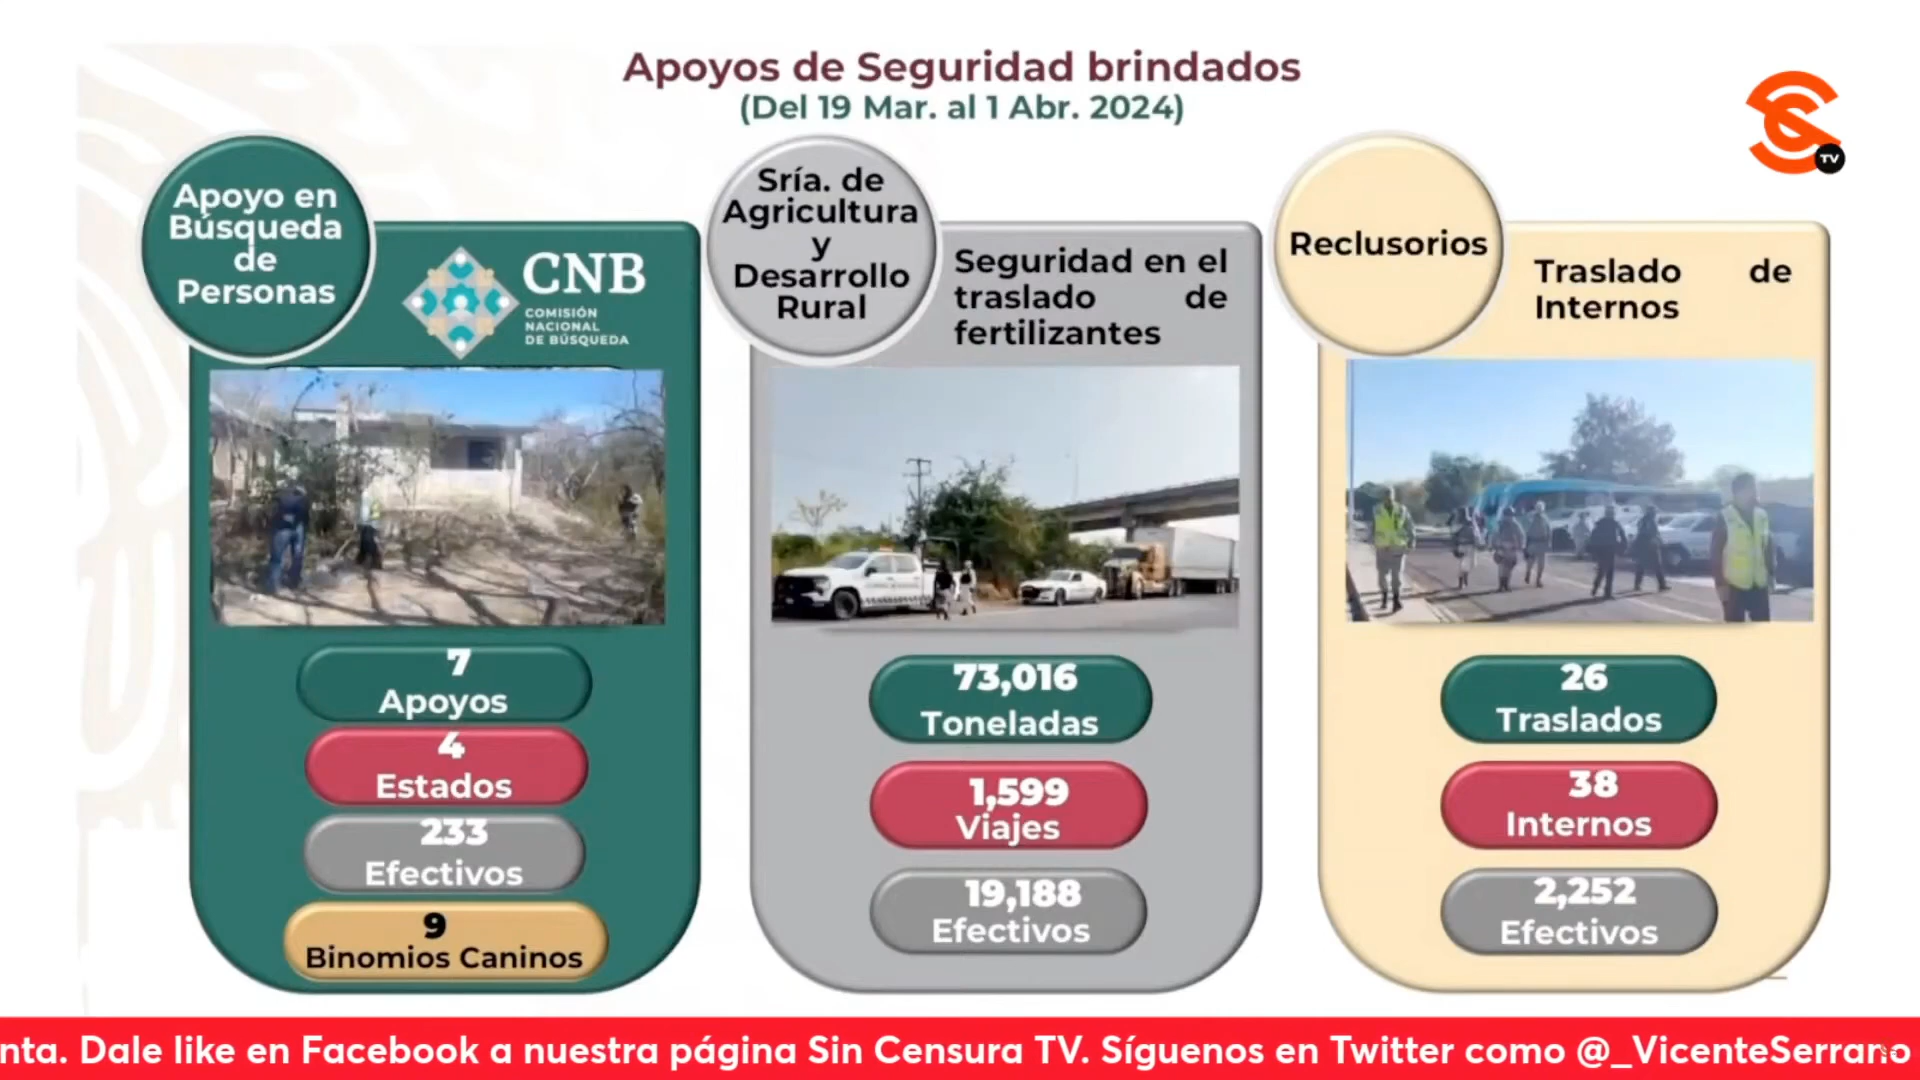 Apoyos de Seguridad brindados
(Del 19 Mar. al 1 Abr. 2024)
TV
Apoyo en
Búsqueda
de
Personas
CNB
COMISIÓN
NACIONAL
DE BÚSQUEDA
7
Apoyos
4
Estados
233
Efectivos
9
Binomios Caninos
Sría. de
Agricultura
y
Desarrollo
Rural
Seguridad en el
traslado de
fertilizantes
73,016
Toneladas
1,599
Viajes
19,188
Efectivos
Reclusorios
Traslado de
Internos
26
Traslados
38
Internos
2,252
Efectivos
nta. Dale like en Facebook a nuestra página Sin Censura TV. Síguenos en Twitter como @_VicenteSerrano